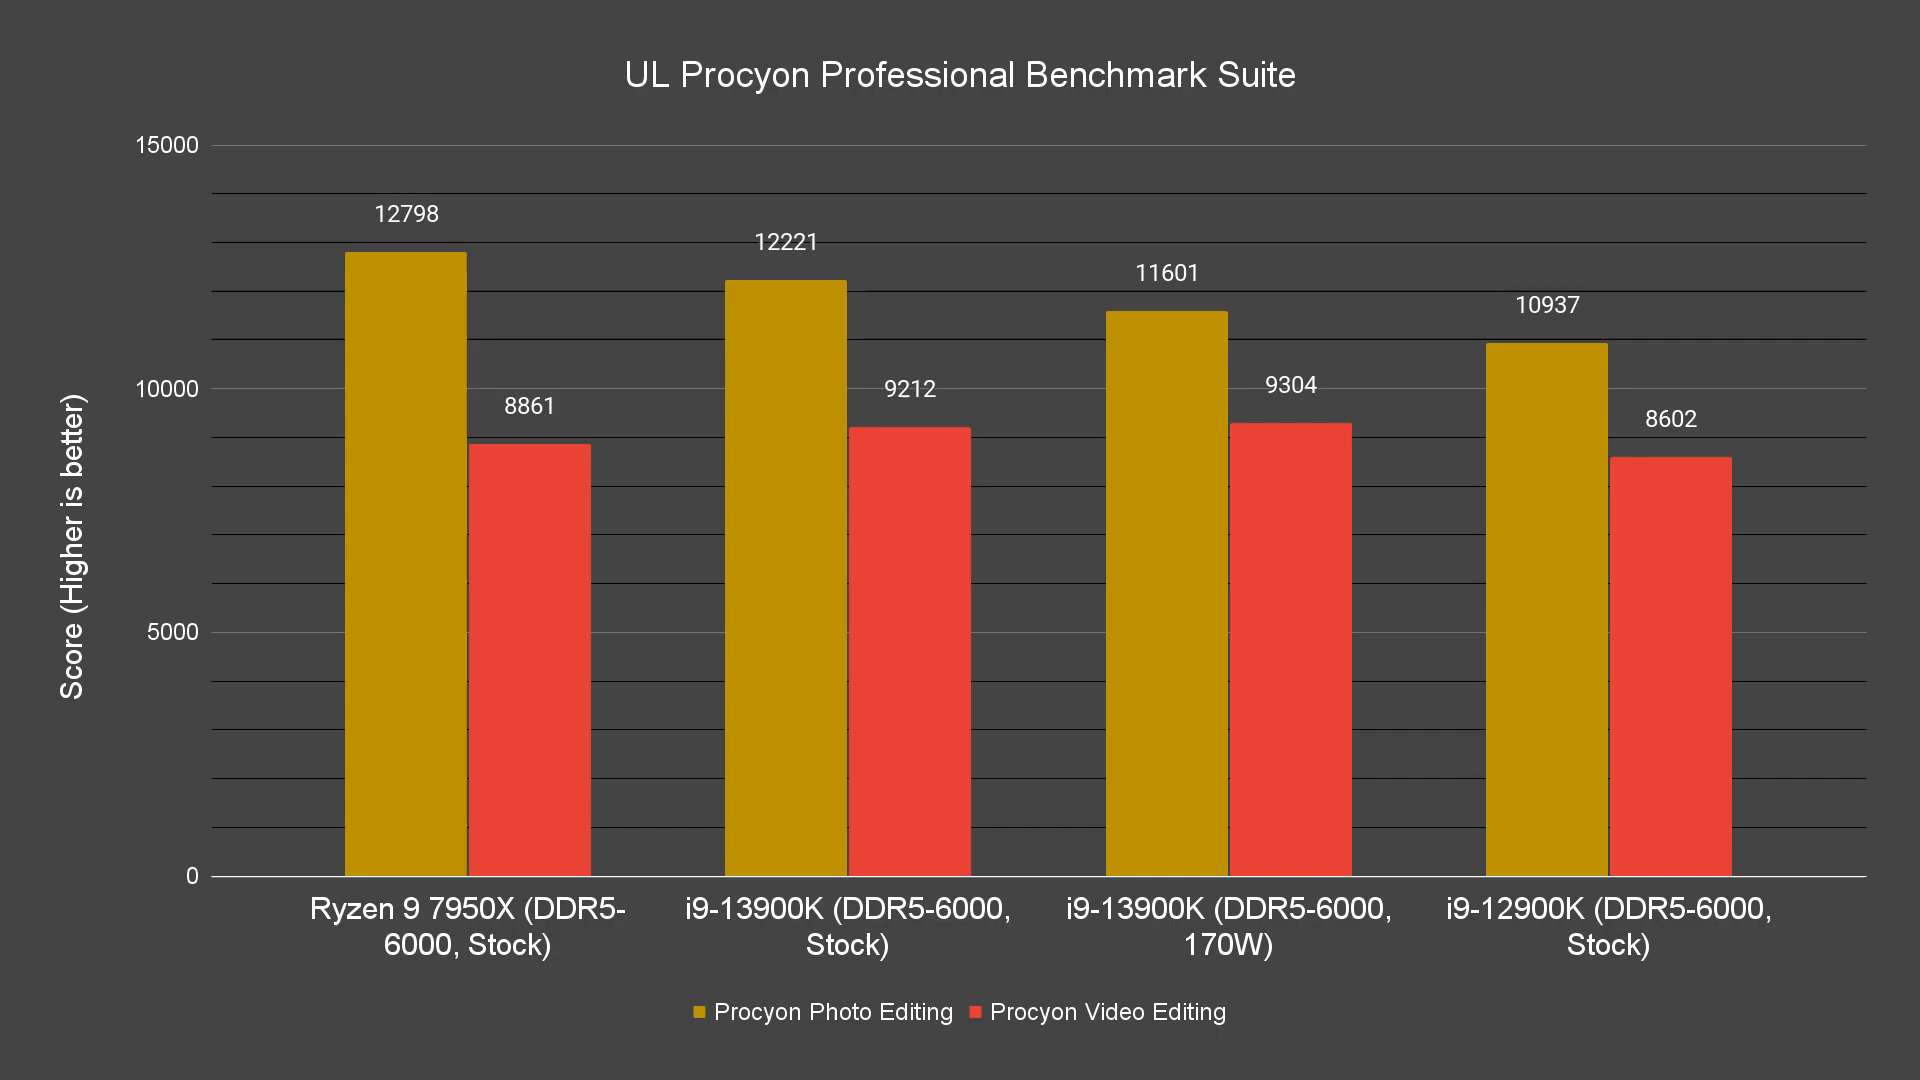 UL Procyon Professional Benchmark Suite
Score (Higher is better)
15000
10000
5000
0
12798
8861
12221
9212
11601
9304
10937
8602
Ryzen 9 7950X (DDR5-
6000, Stock)
i9-13900K (DDR5-6000,
Stock)
i9-13900K (DDR5-6000,
170W)
i9-12900K (DDR5-6000,
Stock)
Procyon Photo Editing
Procyon Video Editing